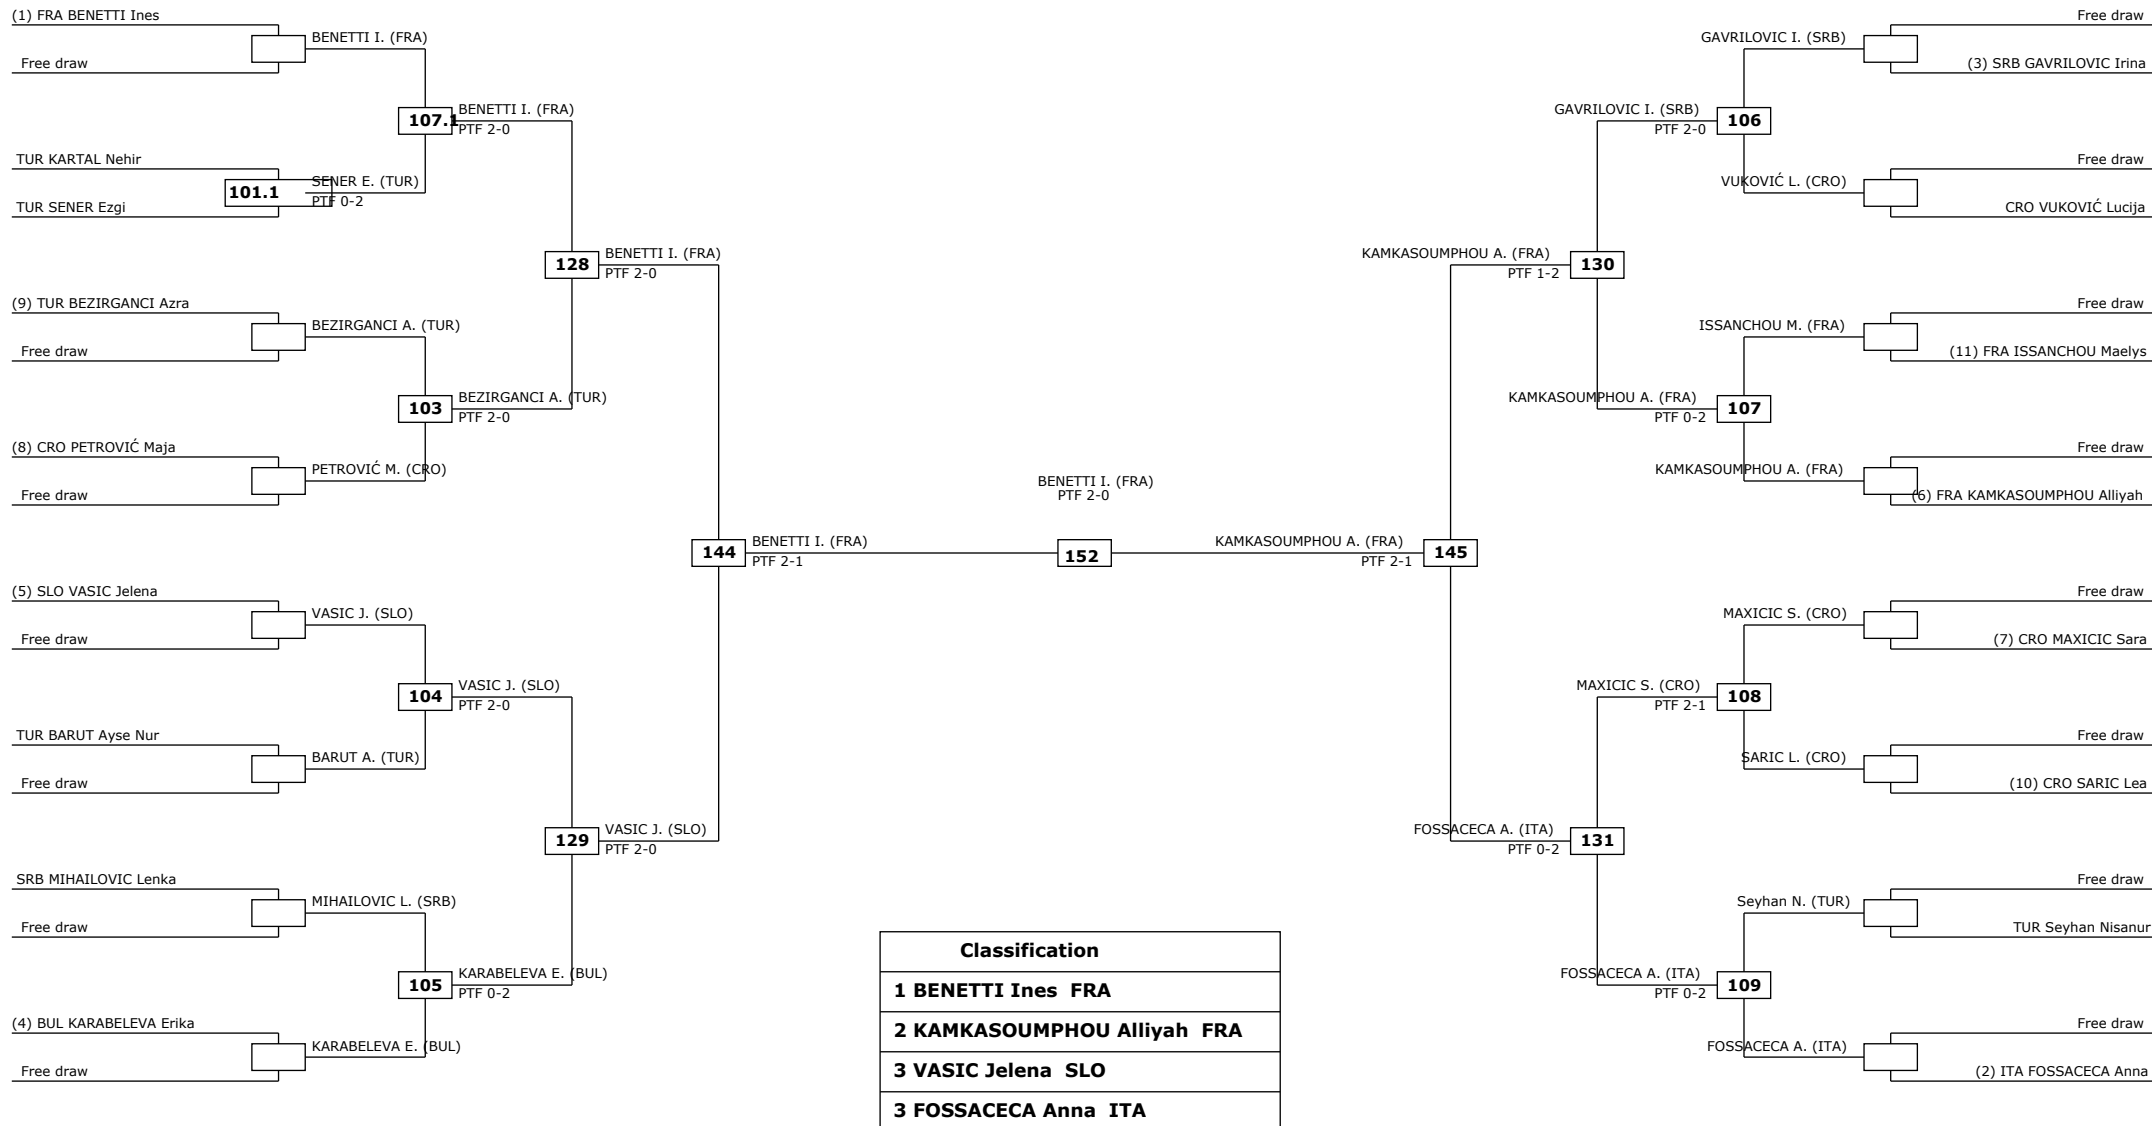 (1) FRA BENETTI Ines
BENETTI I. (FRA)
Free draw
107.1
BENETTI I. (FRA)
PTF 2-0
TUR KARTAL Nehir
101.1
SENER E. (TUR)
PTF 0-2
TUR SENER Ezgi
128
BENETTI I. (FRA)
PTF 2-0
(9) TUR BEZIRGANCI Azra
BEZIRGANCI A. (TUR)
Free draw
103
BEZIRGANCI A. (TUR)
PTF 2-0
(8) CRO PETROVIĆ Maja
PETROVIĆ M. (CRO)
Free draw
144
BENETTI I. (FRA)
PTF 2-1
(5) SLO VASIC Jelena
VASIC J. (SLO)
Free draw
104
VASIC J. (SLO)
PTF 2-0
TUR BARUT Ayse Nur
BARUT A. (TUR)
Free draw
129
VASIC J. (SLO)
PTF 2-0
SRB MIHAILOVIC Lenka
MIHAILOVIC L. (SRB)
Free draw
105
KARABELEVA E. (BUL)
PTF 0-2
(4) BUL KARABELEVA Erika
KARABELEVA E. (BUL)
Free draw
BENETTI I. (FRA)
PTF 2-0
152
Free draw
GAVRILOVIC I. (SRB)
(3) SRB GAVRILOVIC Irina
GAVRILOVIC I. (SRB)
PTF 2-0
106
Free draw
VUKOVIĆ L. (CRO)
CRO VUKOVIĆ Lucija
KAMKASOUMPHOU A. (FRA)
PTF 1-2
130
Free draw
ISSANCHOU M. (FRA)
(11) FRA ISSANCHOU Maelys
KAMKASOUMPHOU A. (FRA)
PTF 0-2
107
Free draw
KAMKASOUMPHOU A. (FRA)
(6) FRA KAMKASOUMPHOU Alliyah
KAMKASOUMPHOU A. (FRA)
PTF 2-1
145
Free draw
MAXICIC S. (CRO)
(7) CRO MAXICIC Sara
MAXICIC S. (CRO)
PTF 2-1
108
Free draw
SARIC L. (CRO)
(10) CRO SARIC Lea
FOSSACECA A. (ITA)
PTF 0-2
131
Free draw
Seyhan N. (TUR)
TUR Seyhan Nisanur
FOSSACECA A. (ITA)
PTF 0-2
109
Free draw
FOSSACECA A. (ITA)
(2) ITA FOSSACECA Anna
Classification
1 BENETTI Ines FRA
2 KAMKASOUMPHOU Alliyah FRA
3 VASIC Jelena SLO
3 FOSSACECA Anna ITA